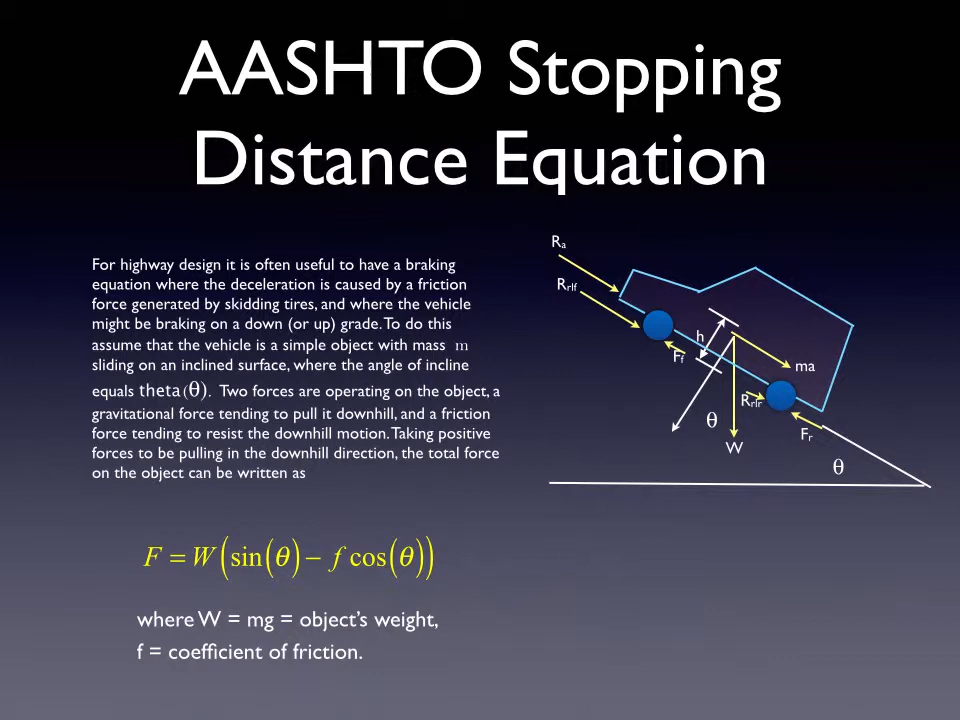 AASHTO Stopping
Distance Equation
For highway design it is often useful to have a braking
equation where the deceleration is caused by a friction
force generated by skidding tires, and where the vehicle
might be braking on a down (or up) grade. To do this
assume that the vehicle is a simple object with mass m
sliding on an inclined surface, where the angle of incline
equals theta (θ). Two forces are operating on the object, a
gravitational force tending to pull it downhill, and a friction
force tending to resist the downhill motion. Taking positive
forces to be pulling in the downhill direction, the total force
on the object can be written as
F = W(sin(θ) − f cos(θ))
where W = mg = object’s weight,
f = coefficient of friction.
Ra
Rrlf
h
Ff
ma
Rrlr
θ
Fr
W
θ